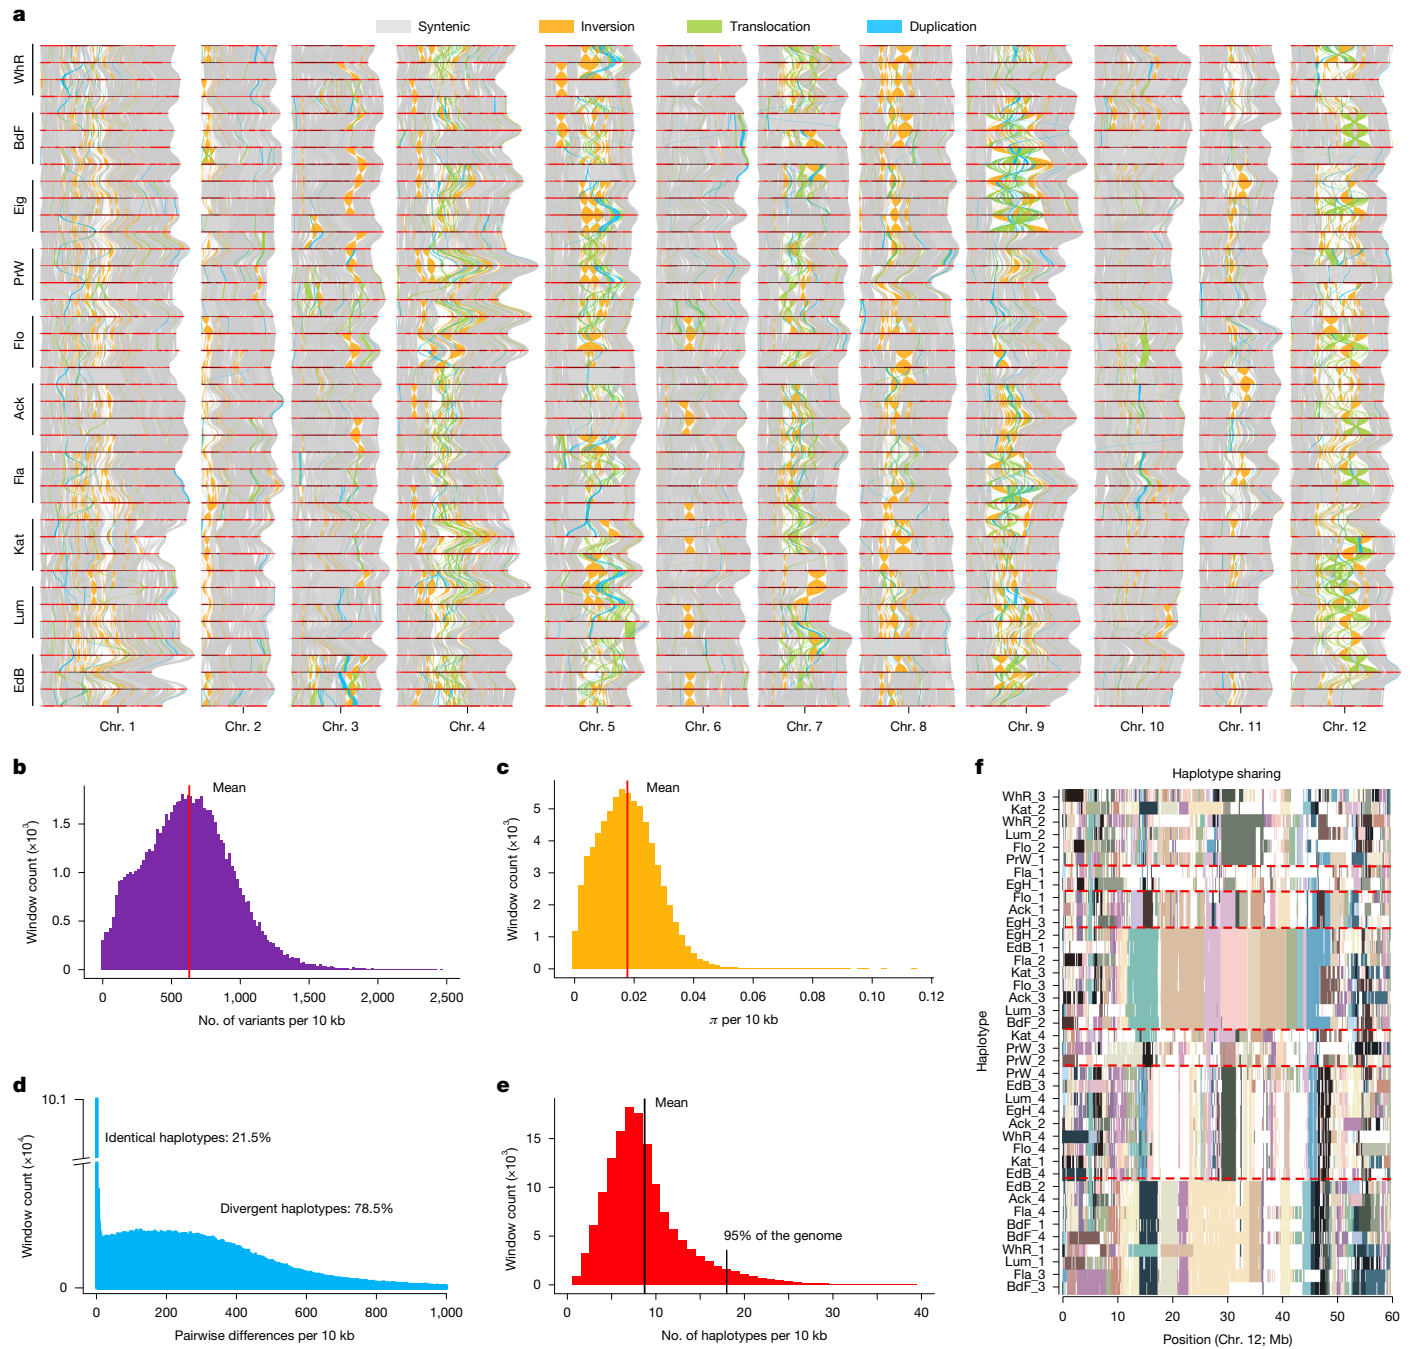 a
Syntenic
Inversion
Translocation
Duplication
WhR
BdF
Eig
PrW
Flo
Ack
Fla
Kat
Lum
EdB
Chr. 1
Chr. 2
Chr. 3
Chr. 4
Chr. 5
Chr. 6
Chr. 7
Chr. 8
Chr. 9
Chr. 10
Chr. 11
Chr. 12
b
Mean
Window count (×10³)
1.5
1.0
0.5
0
0
500
1,000
1,500
2,000
2,500
No. of variants per 10 kb
c
Mean
Window count (×10³)
5
4
3
2
1
0
0
0.02
0.04
0.06
0.08
0.10
0.12
π per 10 kb
d
10.1
Window count (×10⁴)
Identical haplotypes: 21.5%
Divergent haplotypes: 78.5%
0
0
200
400
600
800
1,000
Pairwise differences per 10 kb
e
Mean
95% of the genome
Window count (×10³)
15
10
5
0
0
10
20
30
40
No. of haplotypes per 10 kb
f
Haplotype sharing
Haplotype
WhR_3
Kat_2
WhR_2
Lum_2
Flo_2
PrW_1
Fla_1
EgH_1
Flo_1
Ack_1
EgH_3
EgH_2
EdB_1
Fla_2
Kat_3
Flo_3
Ack_3
Lum_3
BdF_2
Kat_4
PrW_3
PrW_2
PrW_4
EdB_3
Lum_4
EgH_4
Ack_2
WhR_4
Flo_4
Kat_1
EdB_4
EdB_2
Ack_4
Fla_4
BdF_1
BdF_4
WhR_1
Lum_1
Fla_3
BdF_3
0
10
20
30
40
50
60
Position (Chr. 12; Mb)